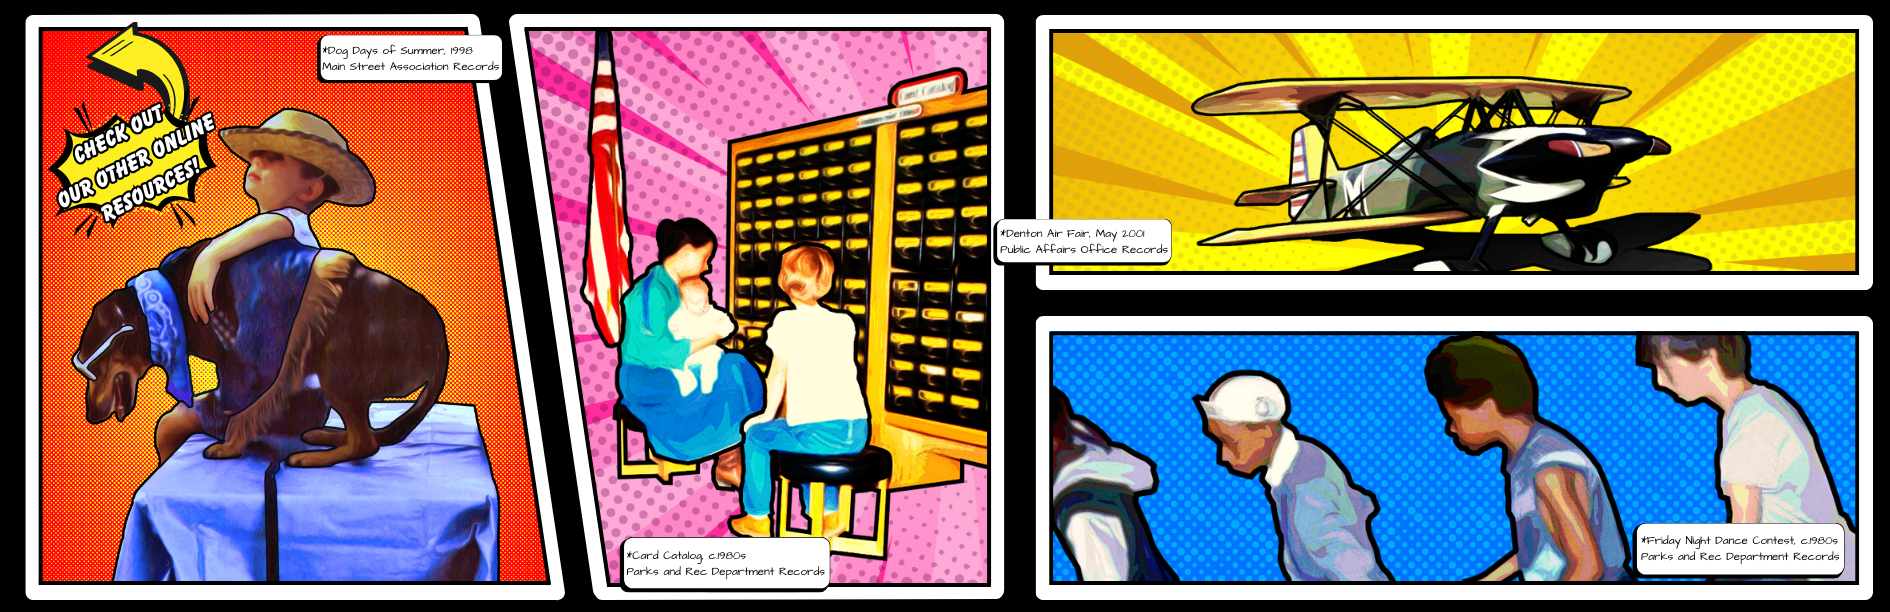 *Dog Days of Summer, 1998
Main Street Association Records
CHECK OUT
OUR OTHER ONLINE
RESOURCES!
Card Catalog
*Card Catalog, c.1980s
Parks and Rec Department Records
*Denton Air Fair, May 2001
Public Affairs Office Records
*Friday Night Dance Contest, c.1980s
Parks and Rec Department Records